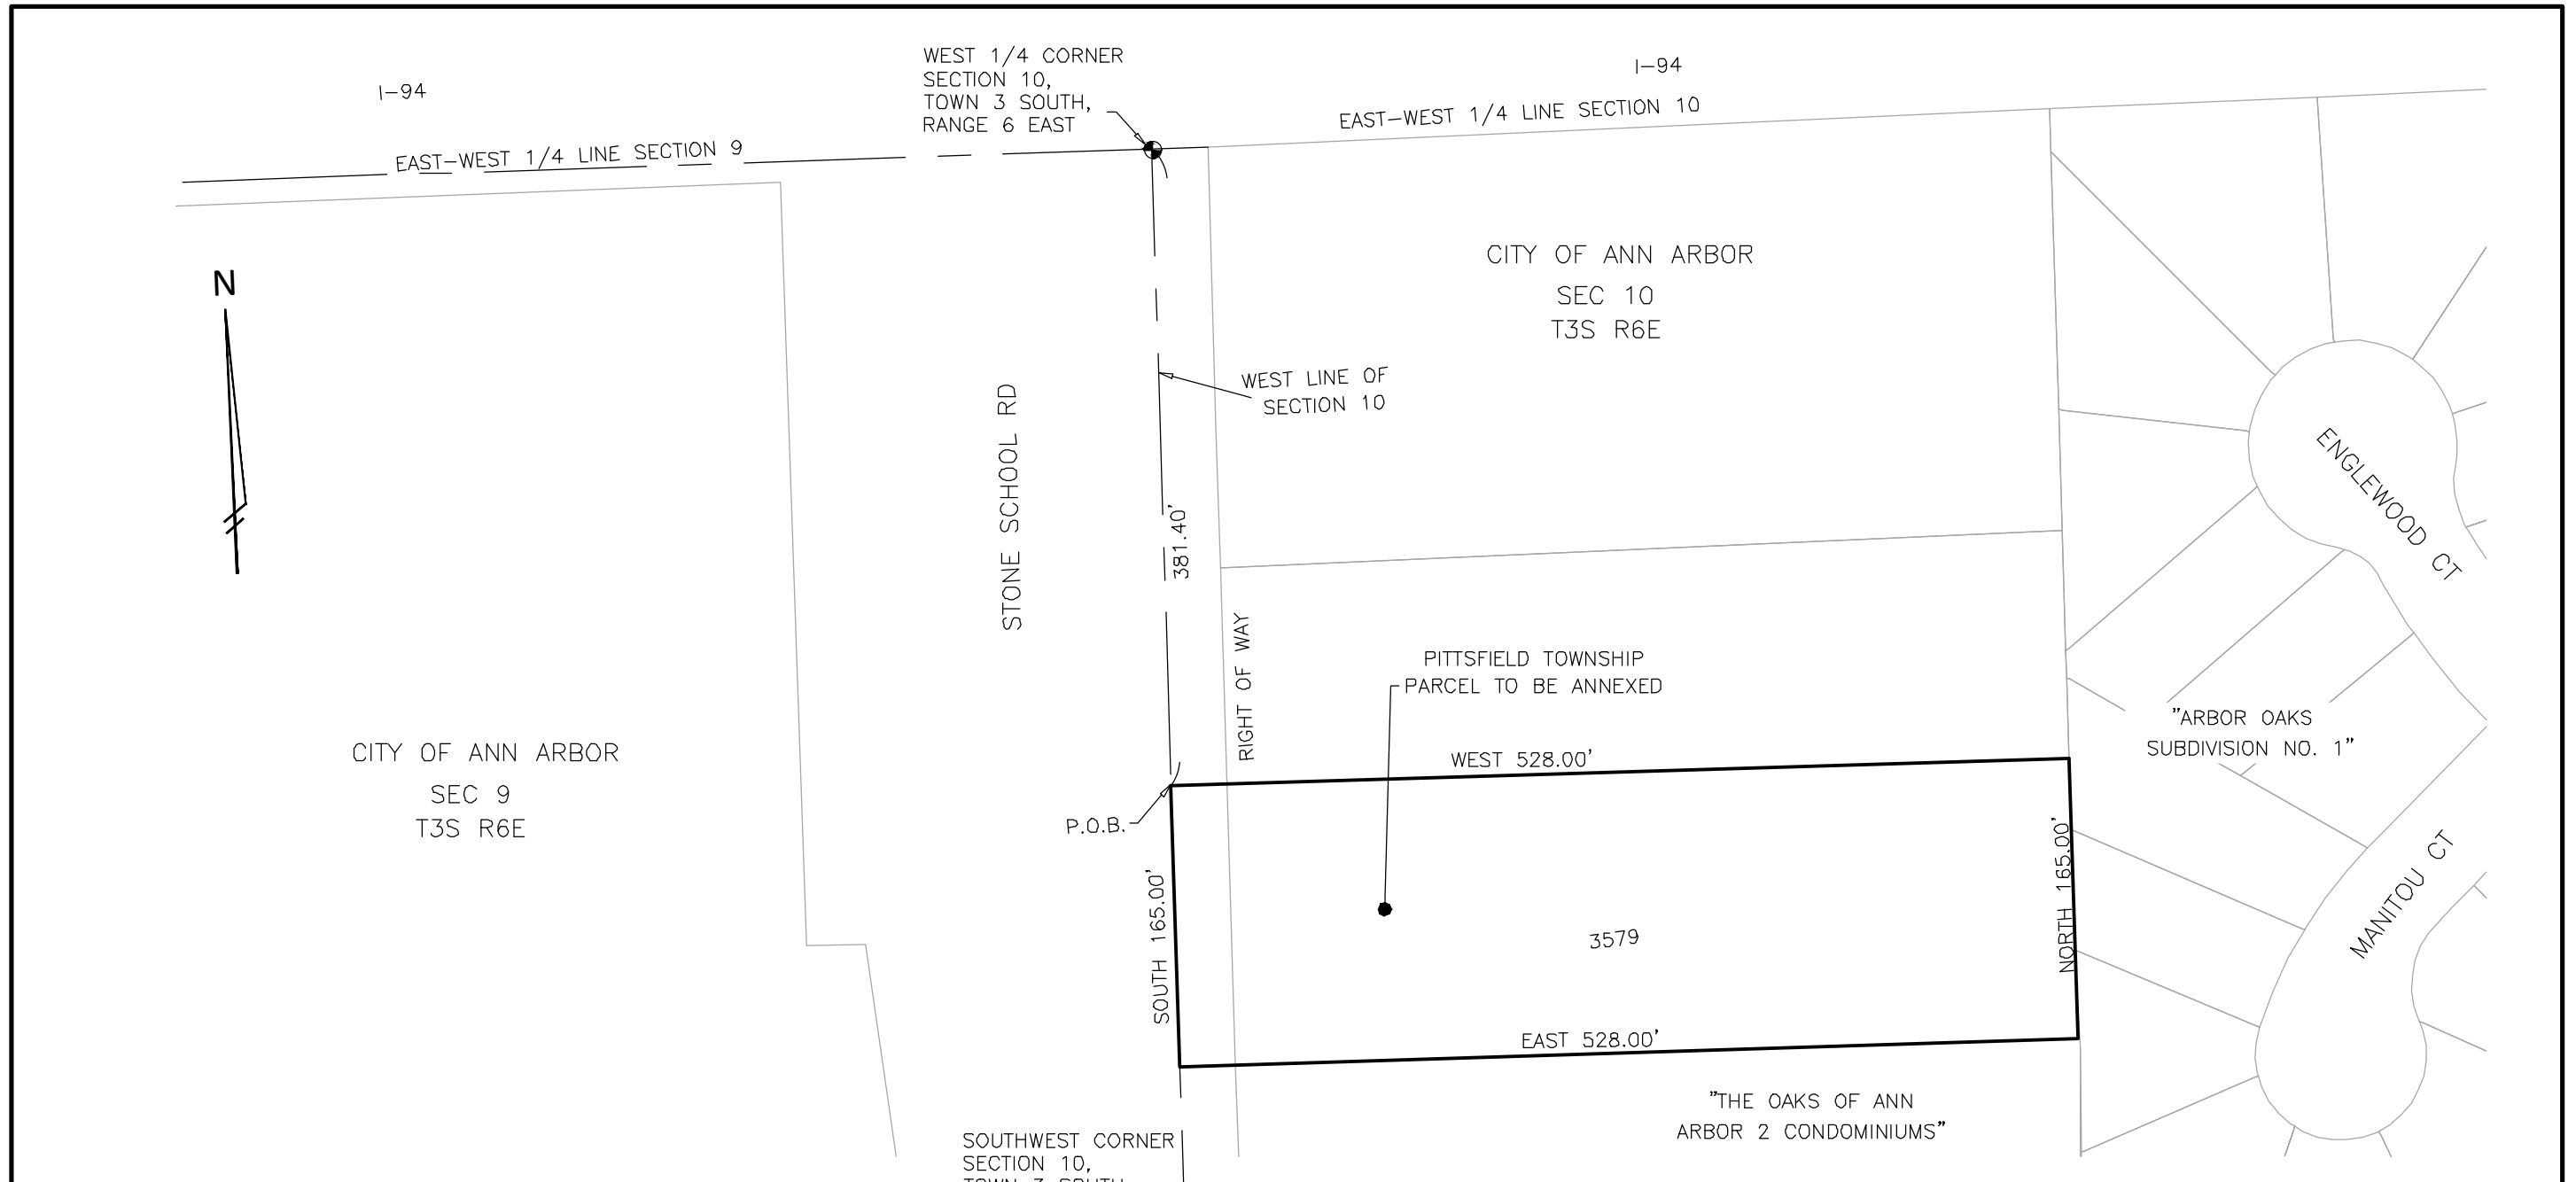 I-94
WEST 1/4 CORNER
SECTION 10,
TOWN 3 SOUTH,
RANGE 6 EAST
I-94
EAST-WEST 1/4 LINE SECTION 10
EAST-WEST 1/4 LINE SECTION 9
N
CITY OF ANN ARBOR
SEC 10
T3S R6E
WEST LINE OF
SECTION 10
STONE SCHOOL RD
381.40'
RIGHT OF WAY
ENGLEWOOD CT
PITTSFIELD TOWNSHIP
PARCEL TO BE ANNEXED
"ARBOR OAKS
SUBDIVISION NO. 1"
CITY OF ANN ARBOR
SEC 9
T3S R6E
WEST 528.00'
P.O.B.
SOUTH 165.00'
3579
NORTH 165.00'
MANITOU CT
EAST 528.00'
"THE OAKS OF ANN
ARBOR 2 CONDOMINIUMS"
SOUTHWEST CORNER
SECTION 10,
TOWN 3 SOUTH